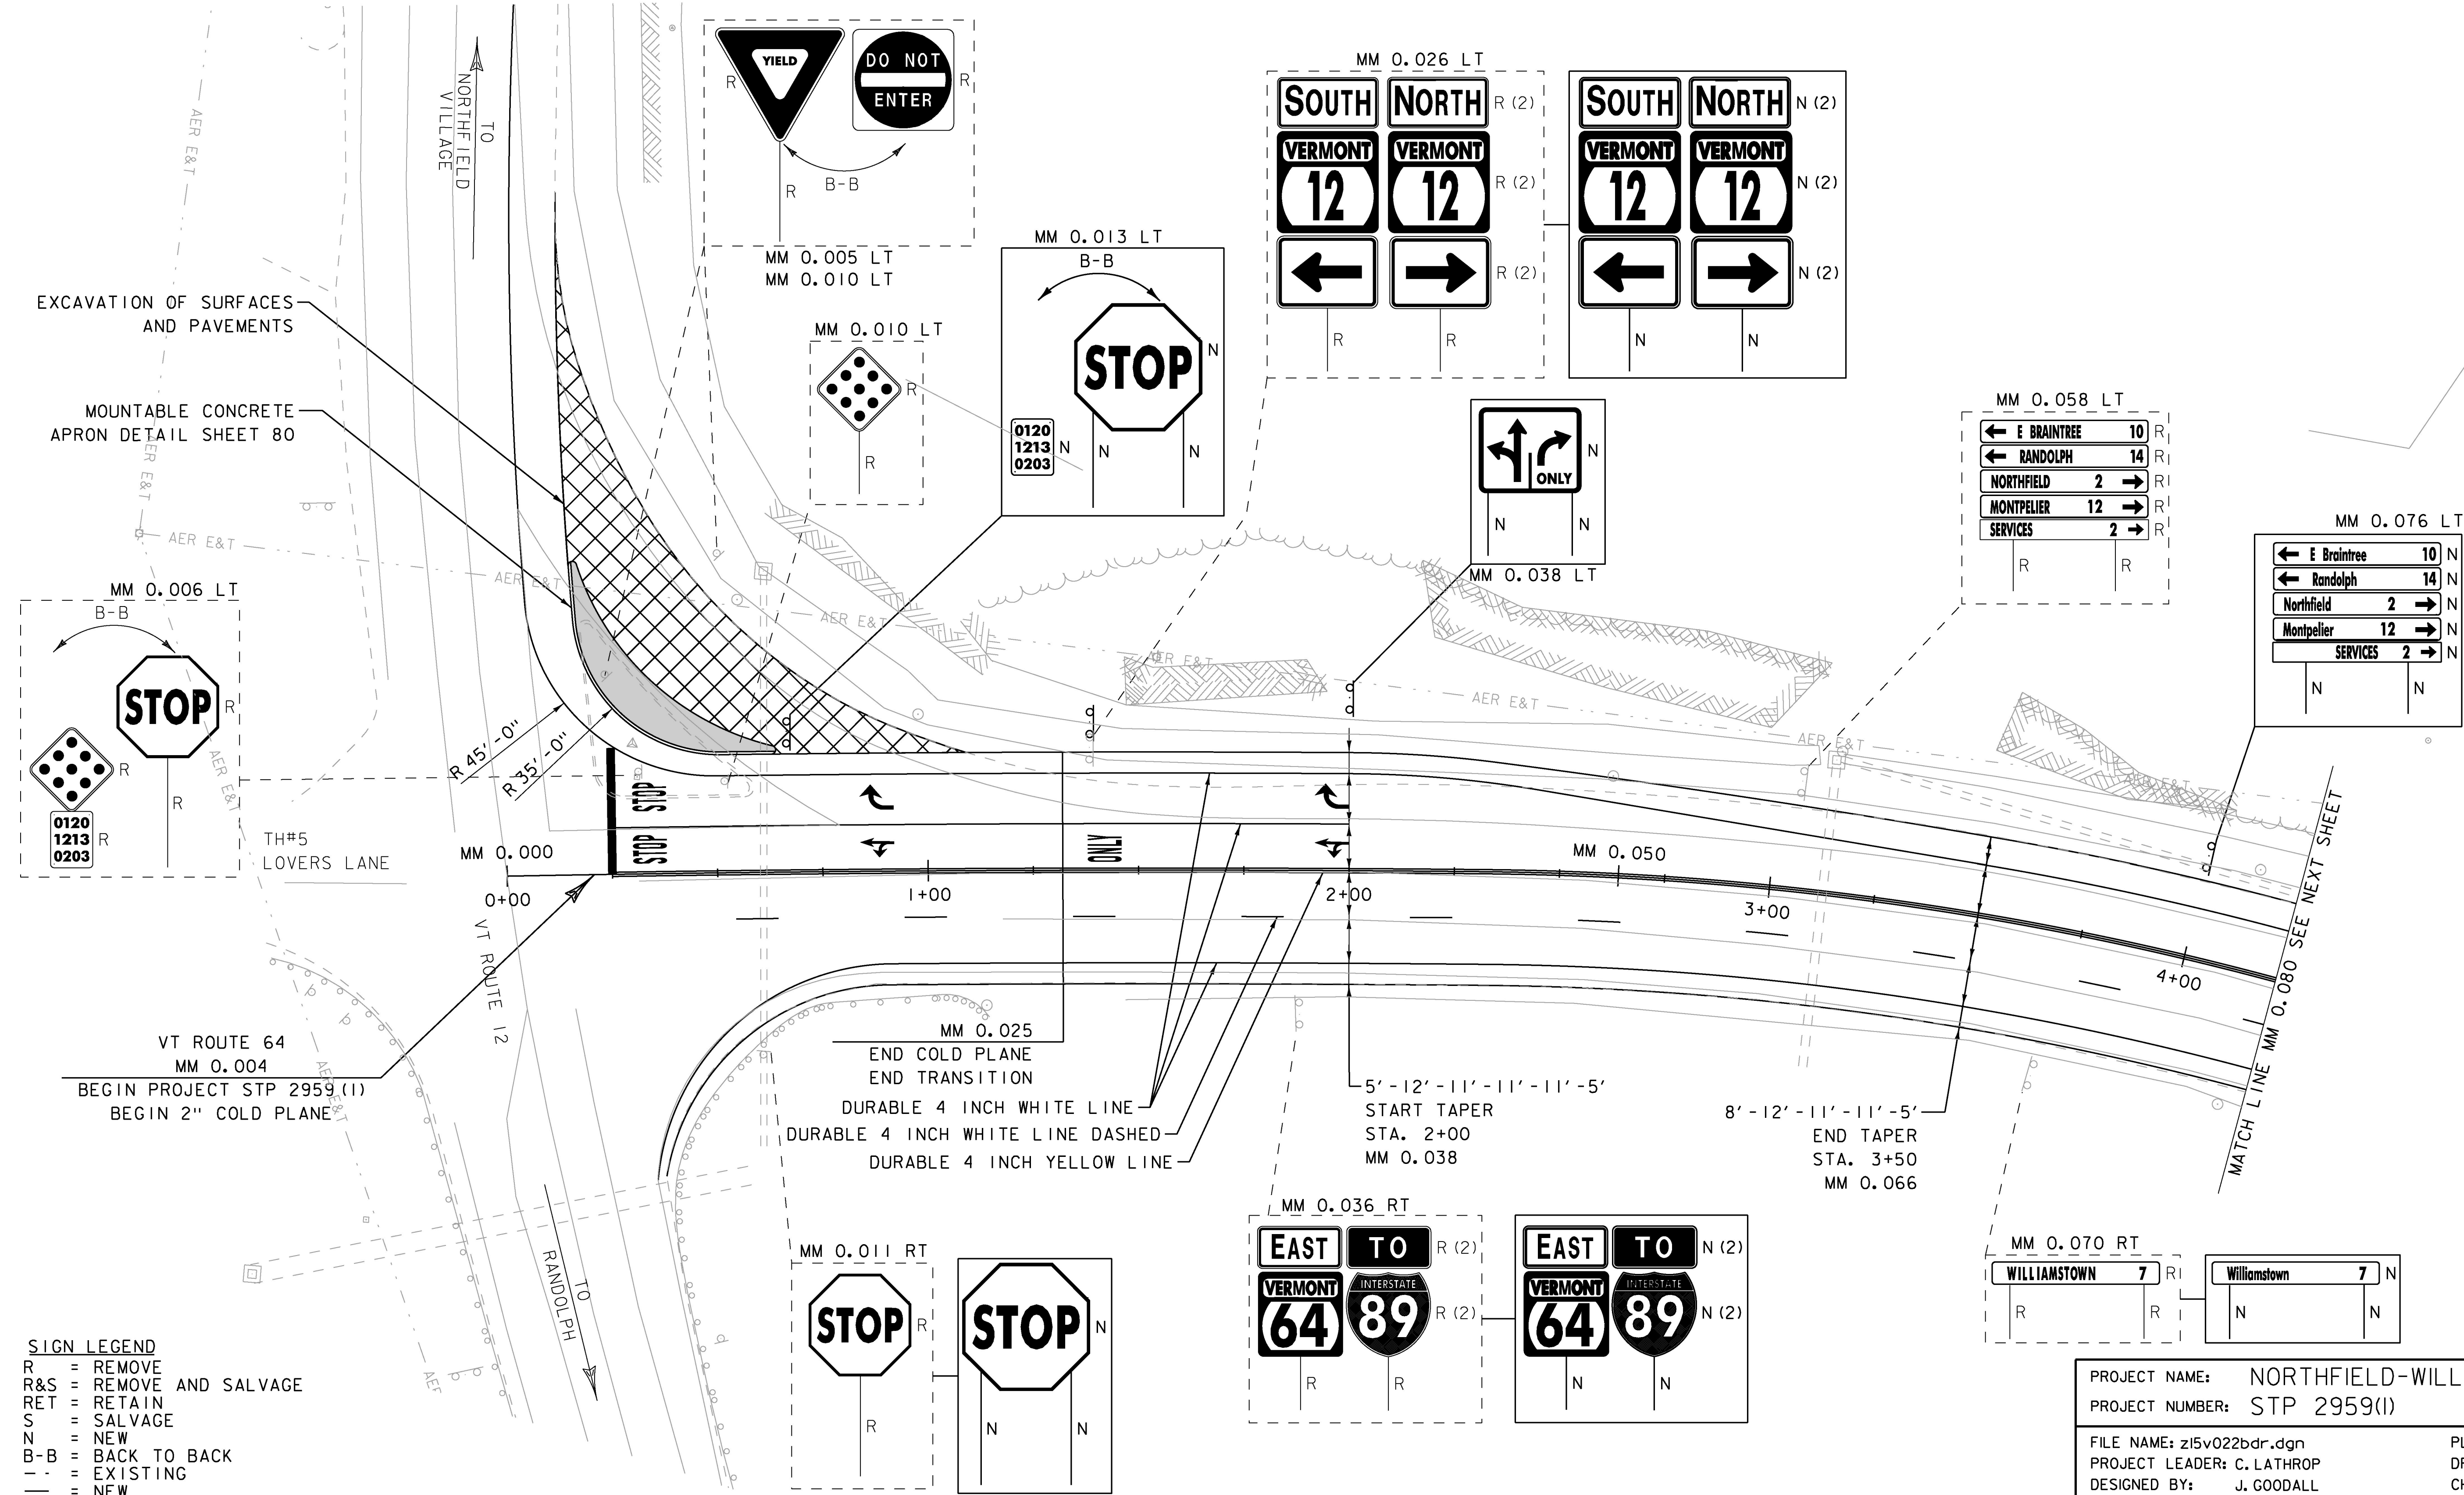 TO
NORTHFIELD
VILLAGE
YIELD
DO NOT
ENTER
R
R
R
B-B
MM 0.005 LT
MM 0.010 LT
MM 0.026 LT
SOUTH NORTH R (2)
VERMONT VERMONT
12 12 R (2)
R (2)
R R
SOUTH NORTH N (2)
VERMONT VERMONT
12 12 N (2)
N (2)
N N
MM 0.013 LT
B-B
STOP
N
0120
1213 N
0203
N N
MM 0.010 LT
R
R
EXCAVATION OF SURFACES
AND PAVEMENTS
MOUNTABLE CONCRETE
APRON DETAIL SHEET 80
AER E&T
AER E&T
AER E&T
AER E&T
AER E&T
AER E&T
AER E&T
AER E&T
AER E&T
AER E&T
AER E&T
ONLY
N
N N
MM 0.038 LT
MM 0.058 LT
E BRAINTREE 10 R
RANDOLPH 14 R
NORTHFIELD 2 R
MONTPELIER 12 R
SERVICES 2 R
R R
MM 0.076 LT
E Braintree 10 N
Randolph 14 N
Northfield 2 N
Montpelier 12 N
SERVICES 2 N
N N
MM 0.006 LT
B-B
STOP
R
R
0120
1213 R
0203
R
R 45'-0"
R 35'-0"
TH#5
LOVERS LANE
MM 0.000
0+00
STOP
STOP
ONLY
1+00
2+00
MM 0.050
3+00
4+00
MATCH LINE MM 0.080 SEE NEXT SHEET
VT ROUTE 12
VT ROUTE 64
MM 0.004
BEGIN PROJECT STP 2959 (1)
BEGIN 2" COLD PLANE
MM 0.025
END COLD PLANE
END TRANSITION
DURABLE 4 INCH WHITE LINE
DURABLE 4 INCH WHITE LINE DASHED
DURABLE 4 INCH YELLOW LINE
5'-12'-11'-11'-11'-5'
START TAPER
STA. 2+00
MM 0.038
8'-12'-11'-11'-5'
END TAPER
STA. 3+50
MM 0.066
TO
RANDOLPH
MM 0.011 RT
STOP R
R
STOP N
N N
MM 0.036 RT
EAST TO R (2)
VERMONT INTERSTATE
64 89 R (2)
R R
EAST TO N (2)
VERMONT INTERSTATE
64 89 N (2)
N N
MM 0.070 RT
WILLIAMSTOWN 7 R
R R
Williamstown 7 N
N N
SIGN LEGEND
R = REMOVE
R&S = REMOVE AND SALVAGE
RET = RETAIN
S = SALVAGE
N = NEW
B-B = BACK TO BACK
-- - = EXISTING
— = NEW
PROJECT NAME: NORTHFIELD-WILL
PROJECT NUMBER: STP 2959(1)
FILE NAME: z15v022bdr.dgn
PROJECT LEADER: C. LATHROP
DESIGNED BY: J. GOODALL